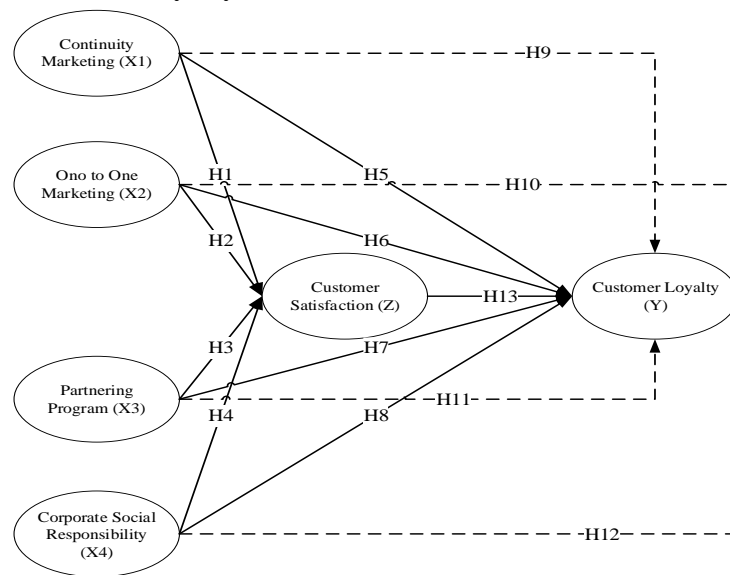 Continuity
Marketing (X1)
H9
H1
H5
Ono to One
Marketing (X2)
H10
H2
H6
Customer
Satisfaction (Z)
H13
Customer Loyalty
(Y)
H3
H7
Partnering
Program (X3)
H11
H4
H8
Corporate Social
Responsibility
(X4)
H12